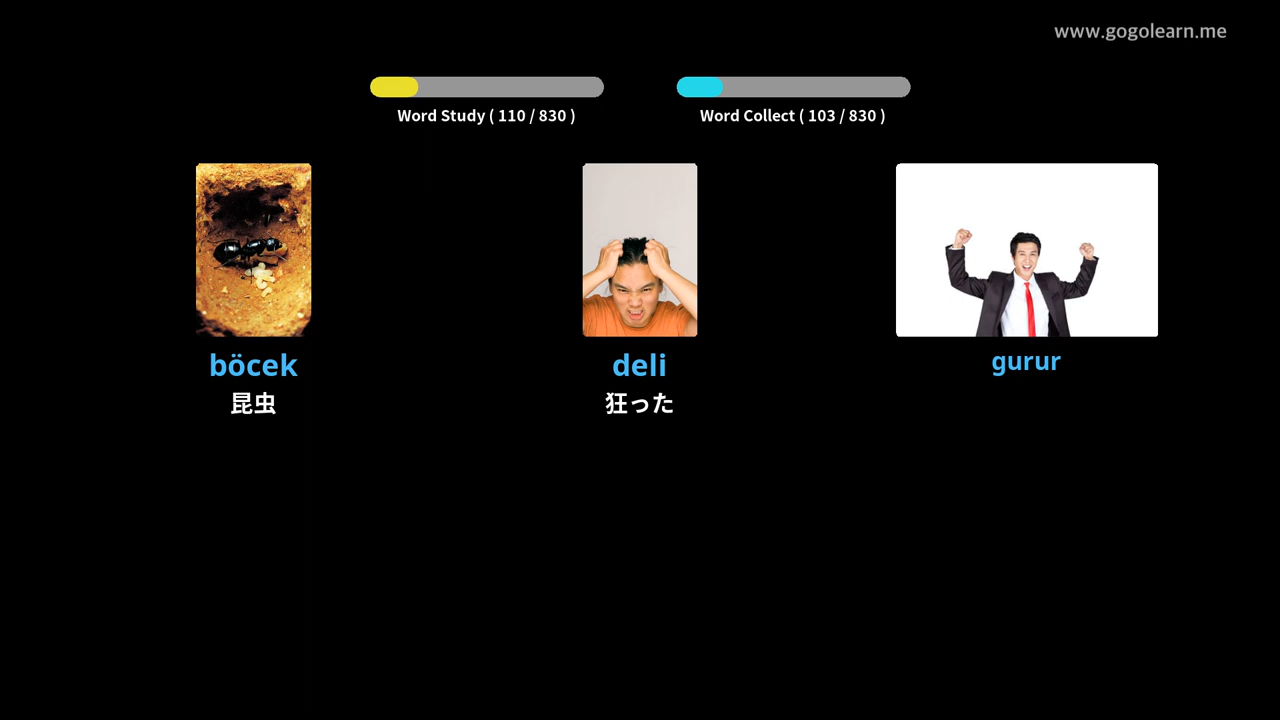 www.gogolearn.me
Word Study ( 110 / 830 )
Word Collect ( 103 / 830 )
böcek
deli
gurur
昆虫
狂った